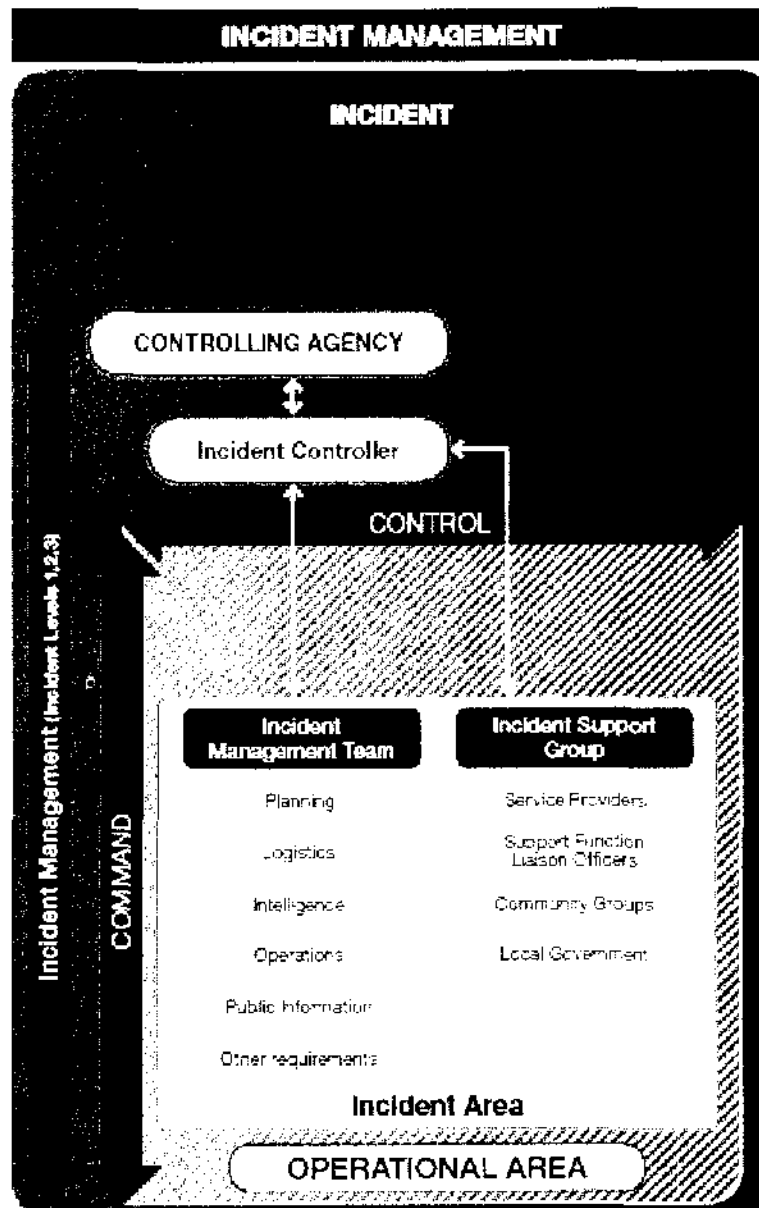 INCIDENT MANAGEMENT
INCIDENT
CONTROLLING AGENCY
Incident Controller
CONTROL
Incident Management (Incident Levels 1,2,3)
COMMAND
Incident
Management Team
Planning
Logistics
Intelligence
Operations
Public Information
Other requirements
Incident Support
Group
Service Providers
Support Function
Liaison Officers
Community Groups
Local Government
Incident Area
OPERATIONAL AREA